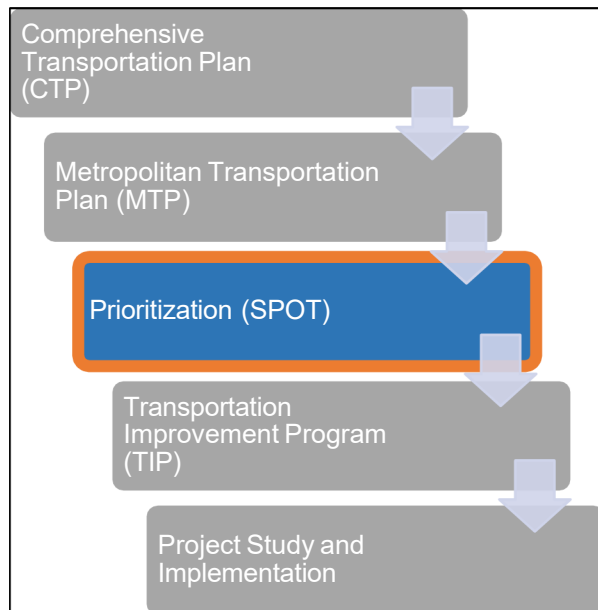 Comprehensive
Transportation Plan
(CTP)
Metropolitan Transportation
Plan (MTP)
Prioritization (SPOT)
Transportation
Improvement Program
(TIP)
Project Study and
Implementation